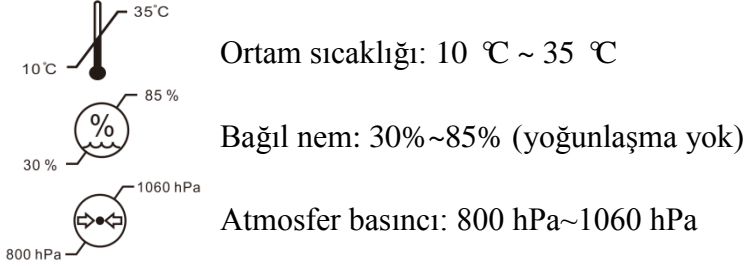 35℃
10℃
Ortam sıcaklığı: 10 ℃ ~ 35 ℃
85 %
%
30 %
Bağıl nem: 30%~85% (yoğunlaşma yok)
1060 hPa
800 hPa
Atmosfer basıncı: 800 hPa~1060 hPa